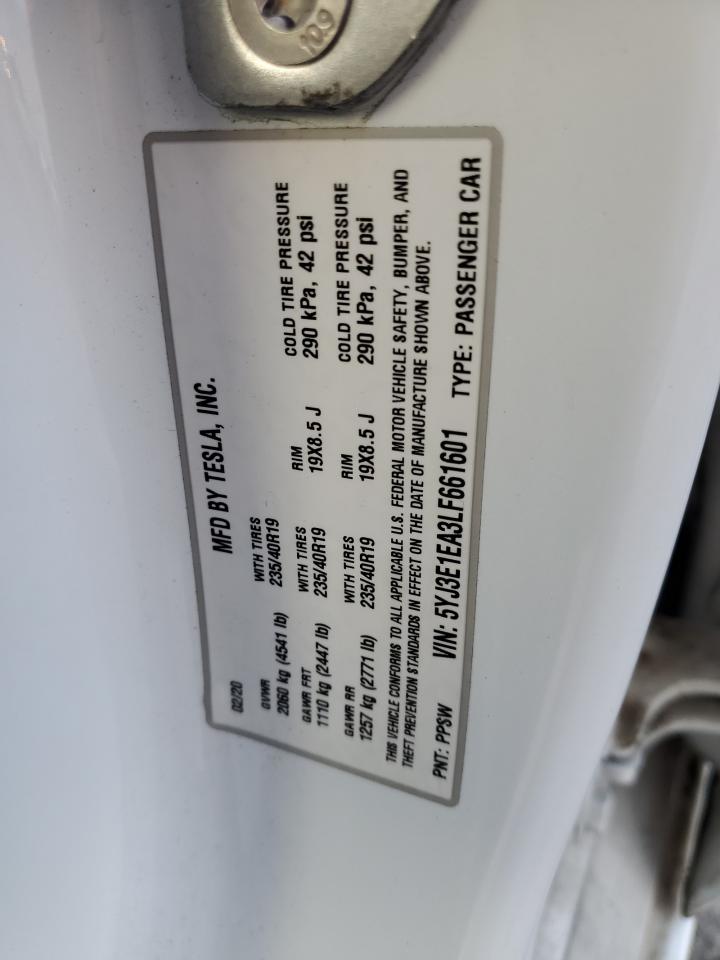 10.9
MFD BY TESLA, INC.
02/20
GVWR WITH TIRES COLD TIRE PRESSURE
2060 kg (4541 lb) 235/40R19 290 kPa, 42 psi
GAWR FRT WITH TIRES RIM
1110 kg (2447 lb) 235/40R19 19X8.5 J
GAWR RR WITH TIRES RIM COLD TIRE PRESSURE
1257 kg (2771 lb) 235/40R19 19X8.5 J 290 kPa, 42 psi
THIS VEHICLE CONFORMS TO ALL APPLICABLE U.S. FEDERAL MOTOR VEHICLE SAFETY, BUMPER, AND
THEFT PREVENTION STANDARDS IN EFFECT ON THE DATE OF MANUFACTURE SHOWN ABOVE.
PNT: PPSW VIN: 5YJ3E1EA3LF661601 TYPE: PASSENGER CAR